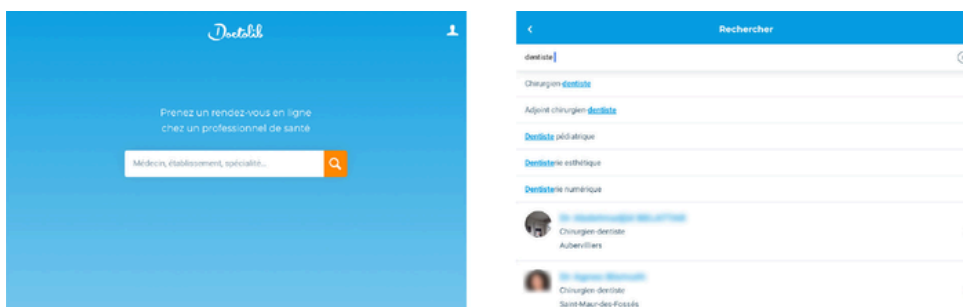 Doctolib
Prenez un rendez-vous en ligne
chez un professionnel de santé
Médecin, établissement, spécialité...
Rechercher
dentiste
Chirurgien-dentiste
Adjoint chirurgien-dentiste
Dentiste pédiatrique
Dentisterie esthétique
Dentisterie numérique
Chirurgien-dentiste
Aubervilliers
Chirurgien-dentiste
Saint-Maur-des-Fossés